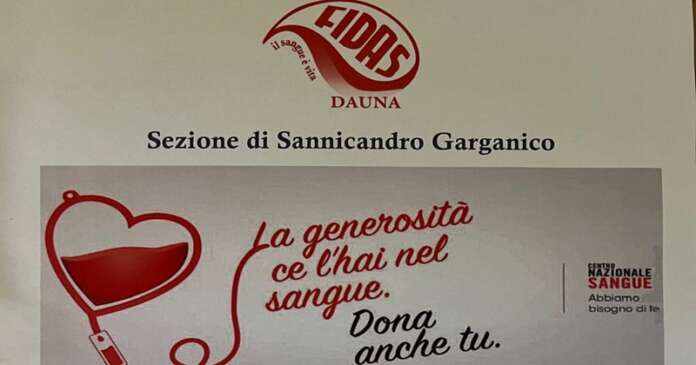 FIDAS
il sangue è vita
DAUNA
Sezione di Sannicandro Garganico
La generosità
ce l'hai nel
sangue.
Dona
anche tu.
CENTRO
NAZIONALE
SANGUE
Abbiamo
bisogno di te